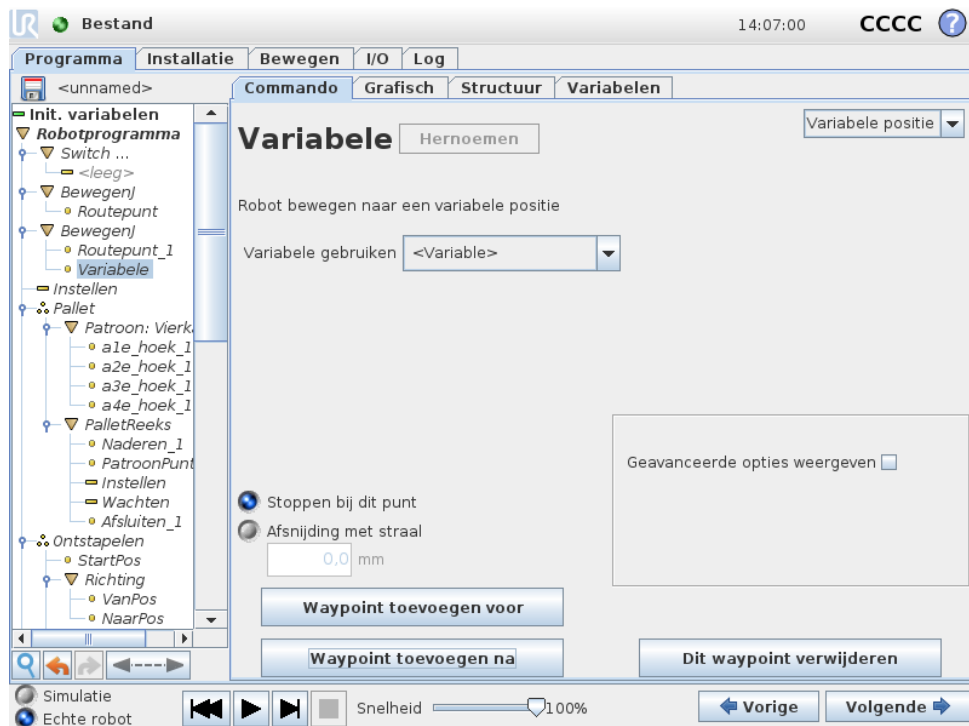 UR Bestand 14:07:00 CCCC ?
Programma Installatie Bewegen I/O Log
<unnamed>
Commando Grafisch Structuur Variabelen
Init. variabelen
Robotprogramma
Switch ...
<leeg>
BewegenJ
Routepunt
BewegenJ
Routepunt_1
Variabele
Instellen
Pallet
Patroon: Vierk
a1e_hoek_1
a2e_hoek_1
a3e_hoek_1
a4e_hoek_1
PalletReeks
Naderen_1
PatroonPunt
Instellen
Wachten
Afsluiten_1
Ontstapelen
StartPos
Richting
VanPos
NaarPos
Variabele Hernoemen
Variabele positie
Robot bewegen naar een variabele positie
Variabele gebruiken <Variable>
Geavanceerde opties weergeven
Stoppen bij dit punt
Afsnijding met straal
0,0 mm
Waypoint toevoegen voor
Waypoint toevoegen na
Dit waypoint verwijderen
Simulatie
Echte robot
Snelheid 100%
Vorige Volgende